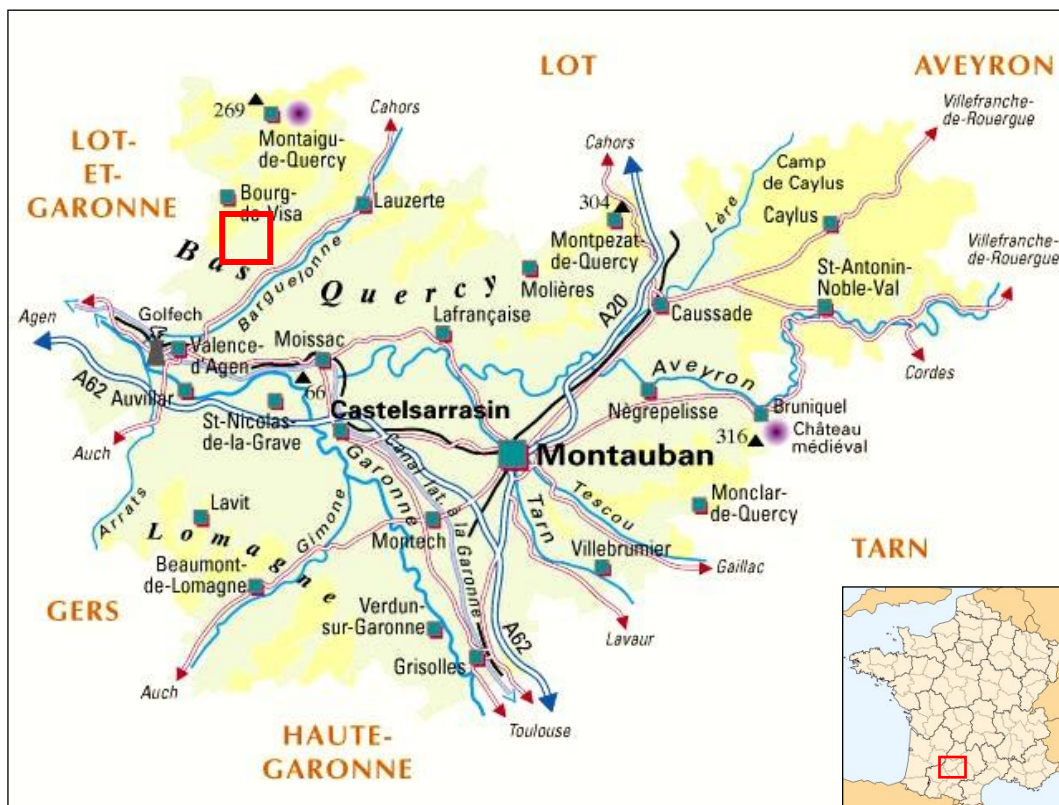 LOT
AVEYRON
LOT-
ET-
GARONNE
269
Montaigu-
de-Quercy
Cahors
Cahors
Villefranche-
de-Rouergue
Bourg-
de-Visa
Lauzerte
304
Montpezat-
de-Quercy
Camp
de Caylus
Caylus
Lère
Villefranche-
de-Rouergue
Bas
Quercy
Barguelonne
Molières
St-Antonin-
Noble-Val
A20
Caussade
Agen
Golfech
Valence-
d'Agen
Moissac
Lafrançaise
Cordes
A62
66
Auvillar
St-Nicolas-
de-la-Grave
Castelsarrasin
Aveyron
Nègrepelisse
Bruniquel
316
Château
médiéval
Auch
Garonne
Canal lat. à la Garonne
Montauban
Arrats
Lavit
Lomagne
Gimone
Montech
Tarn
Tescou
Monclar-
de-Quercy
Villebrumier
Gaillac
TARN
Beaumont-
de-Lomagne
GERS
Verdun-
sur-Garonne
A62
Lavaur
Grisolles
Auch
Toulouse
HAUTE-
GARONNE